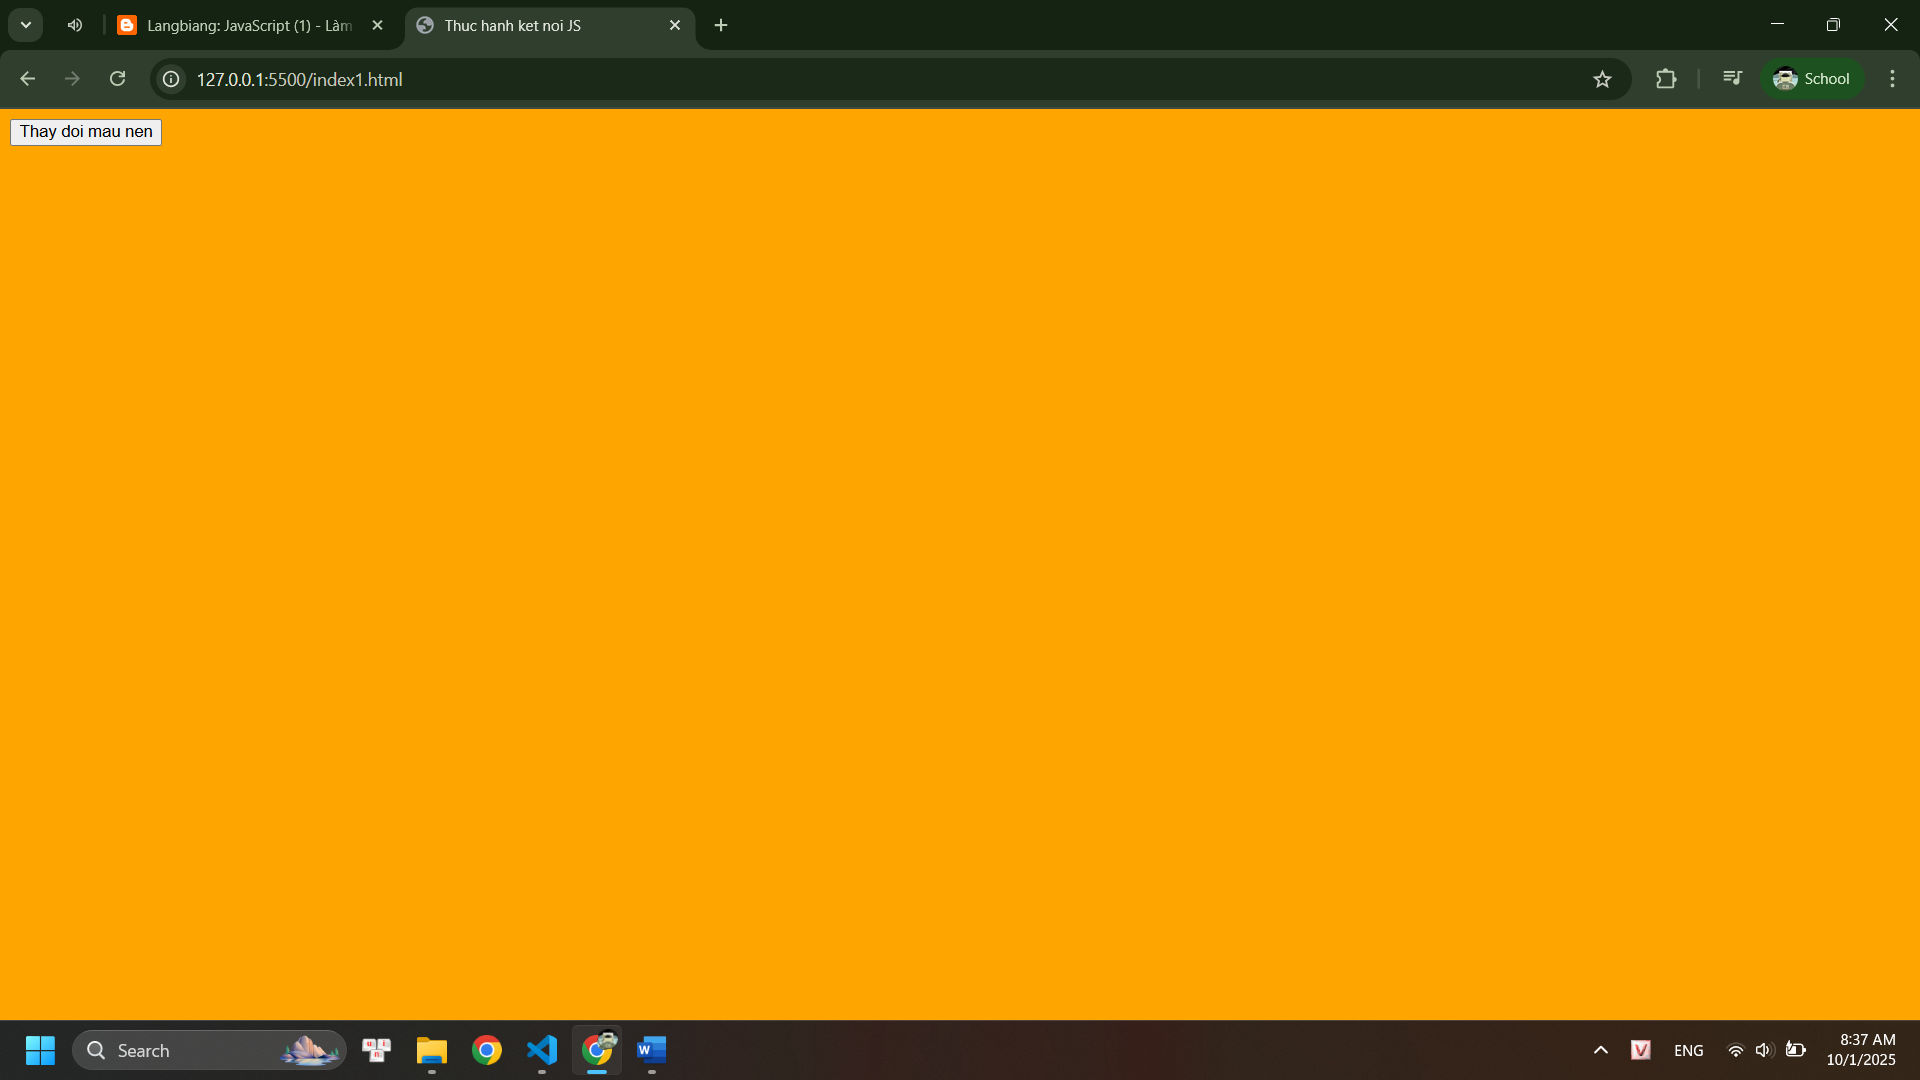 Langbiang: JavaScript (1) - Làm
Thuc hanh ket noi JS
127.0.0.1:5500/index1.html
School
Thay doi mau nen
Search
ENG
8:37 AM
10/1/2025